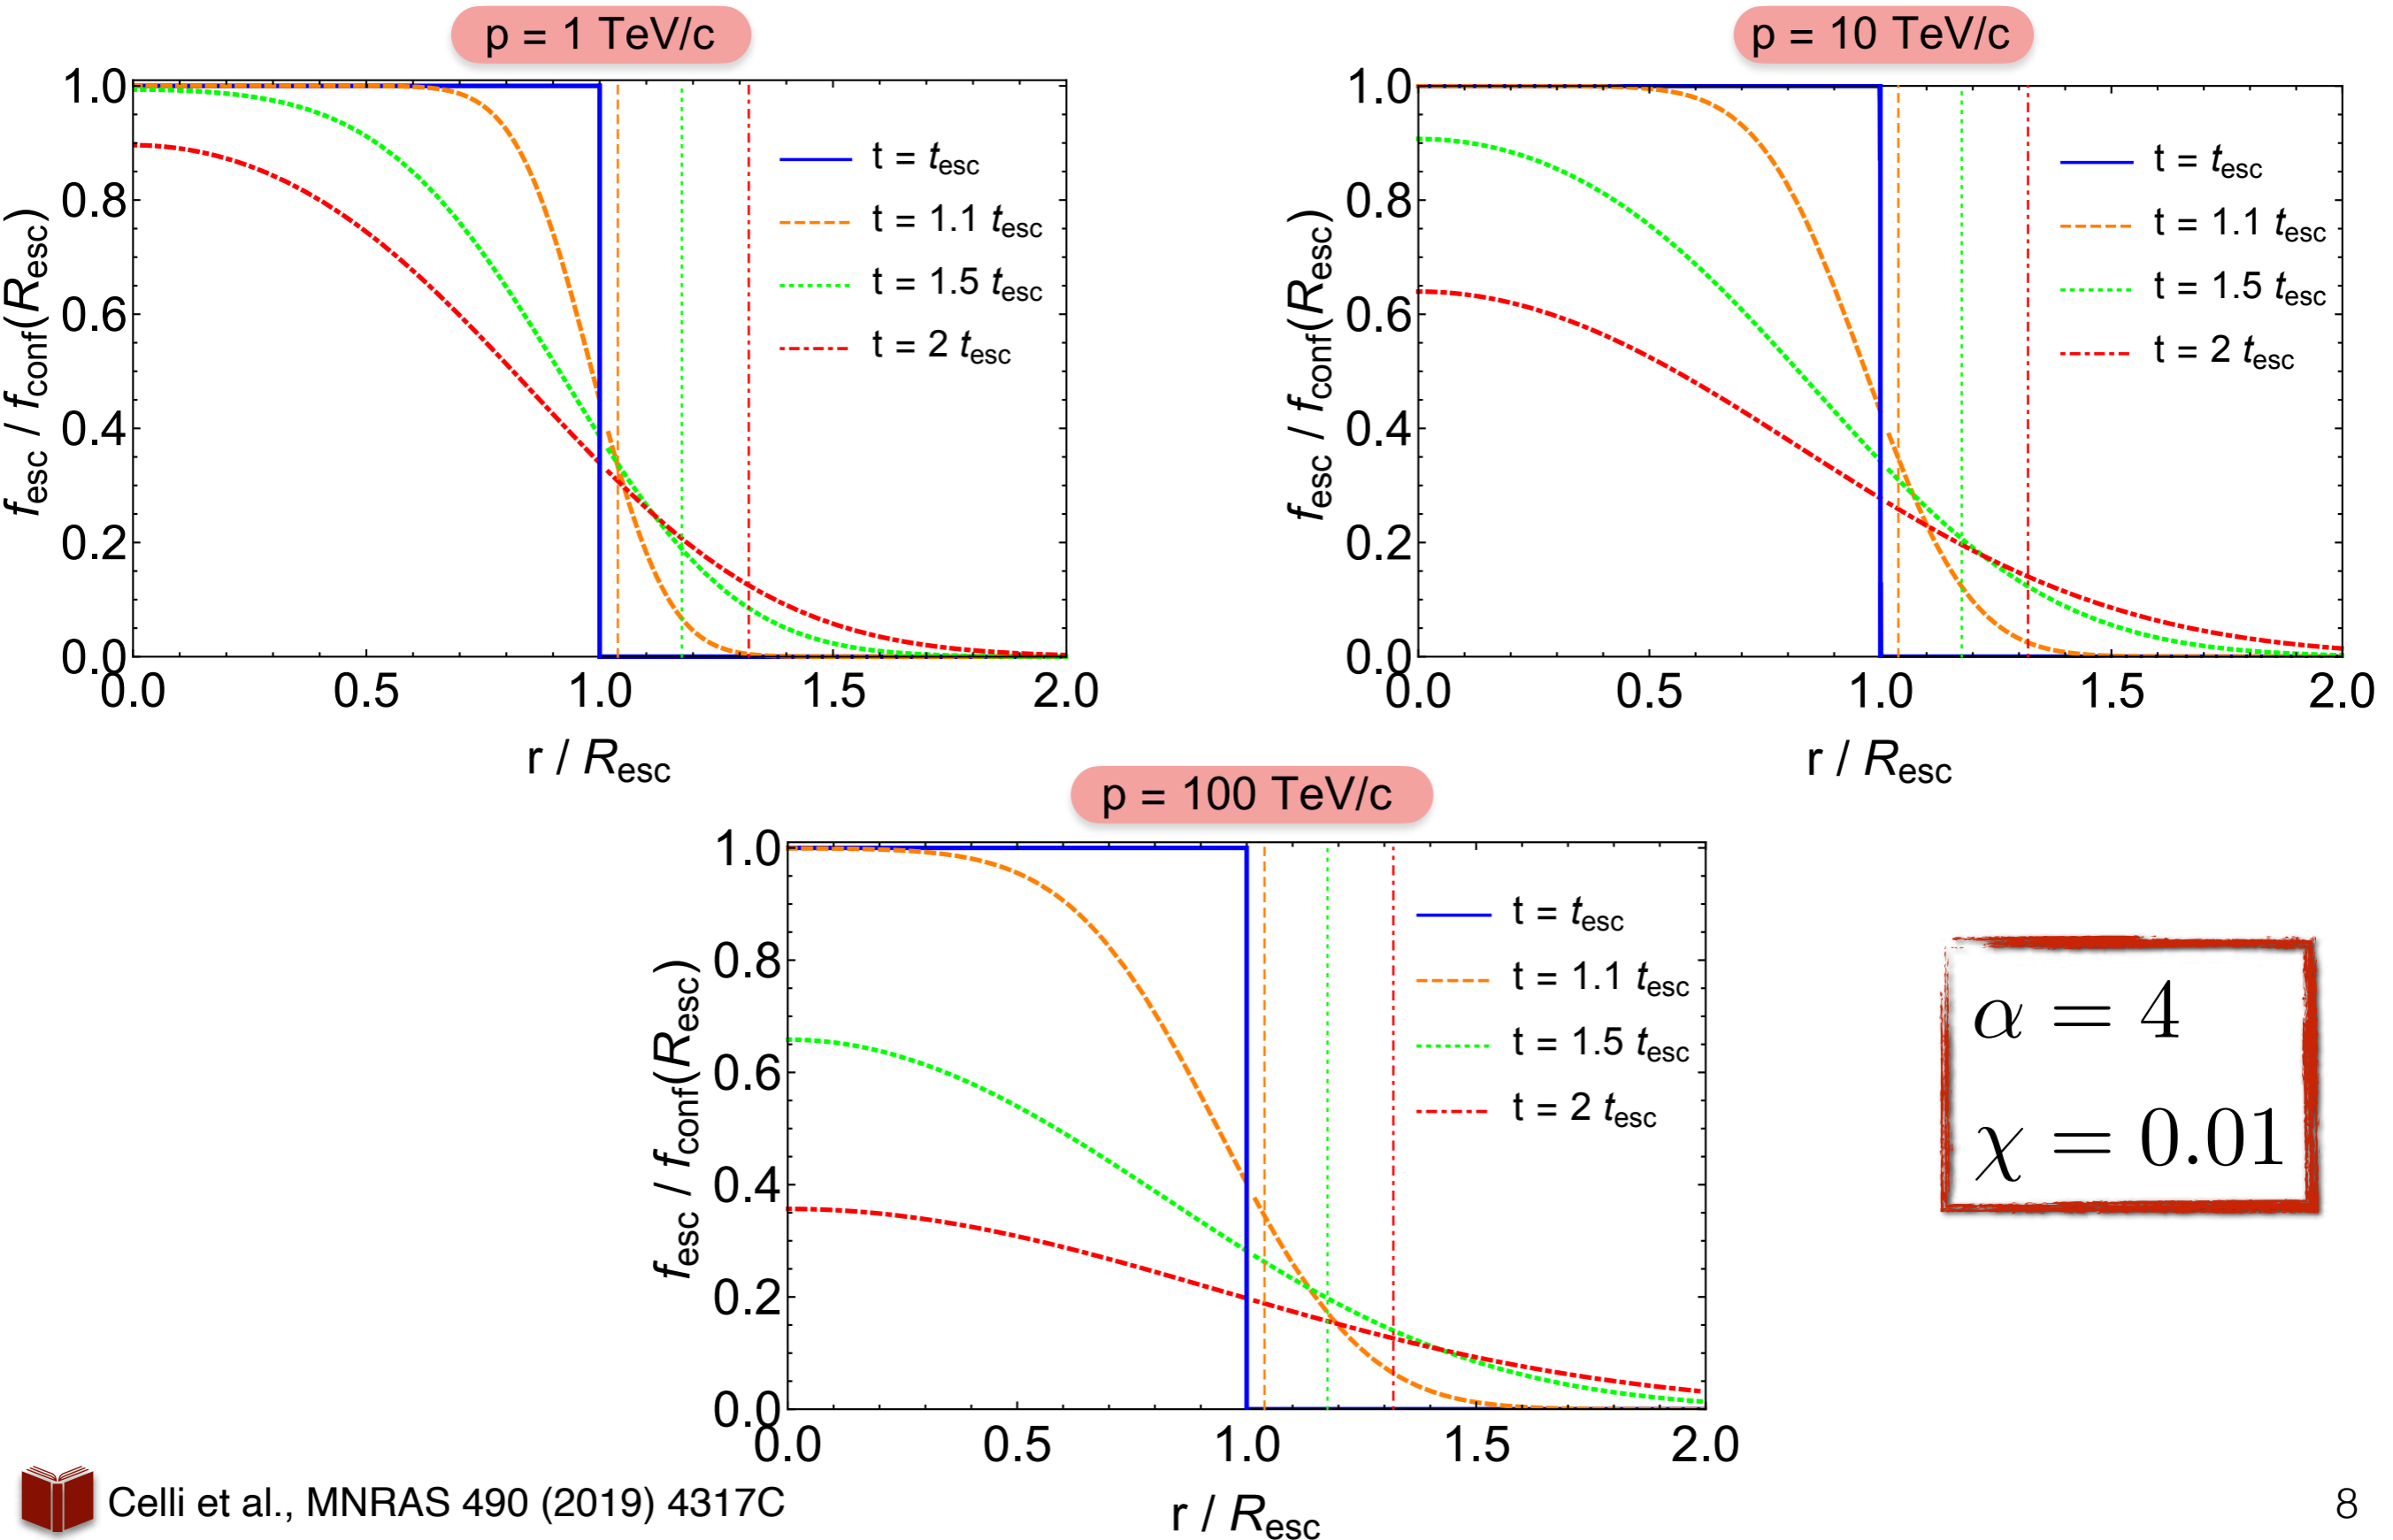 p = 1 TeV/c
1.0
0.8
0.6
0.4
0.2
0.0
f_esc / f_conf(R_esc)
t = t_esc
t = 1.1 t_esc
t = 1.5 t_esc
t = 2 t_esc
0.0 0.5 1.0 1.5 2.0
r / R_esc
p = 10 TeV/c
1.0
0.8
0.6
0.4
0.2
0.0
f_esc / f_conf(R_esc)
t = t_esc
t = 1.1 t_esc
t = 1.5 t_esc
t = 2 t_esc
0.0 0.5 1.0 1.5 2.0
r / R_esc
p = 100 TeV/c
1.0
0.8
0.6
0.4
0.2
0.0
f_esc / f_conf(R_esc)
t = t_esc
t = 1.1 t_esc
t = 1.5 t_esc
t = 2 t_esc
0.0 0.5 1.0 1.5 2.0
r / R_esc
α = 4
χ = 0.01
Celli et al., MNRAS 490 (2019) 4317C
8